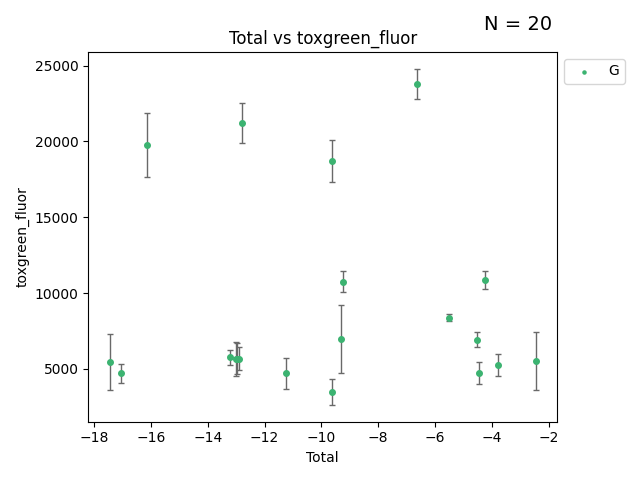 N = 20
Total vs toxgreen_fluor
G
25000
20000
15000
10000
5000
toxgreen_fluor
−18 −16 −14 −12 −10 −8 −6 −4 −2
Total